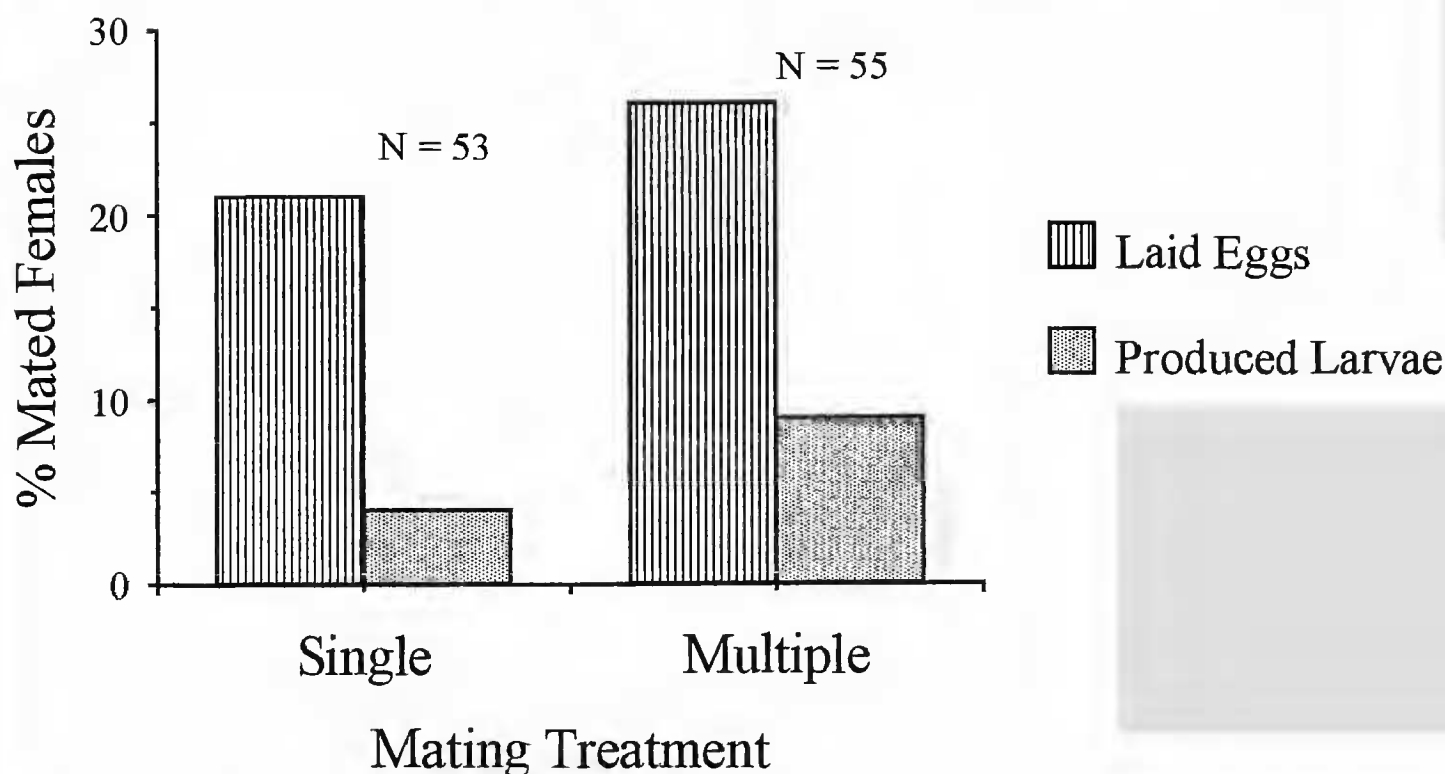 30
20
10
0
% Mated Females
N = 53
N = 55
Laid Eggs
Produced Larvae
Single
Multiple
Mating Treatment